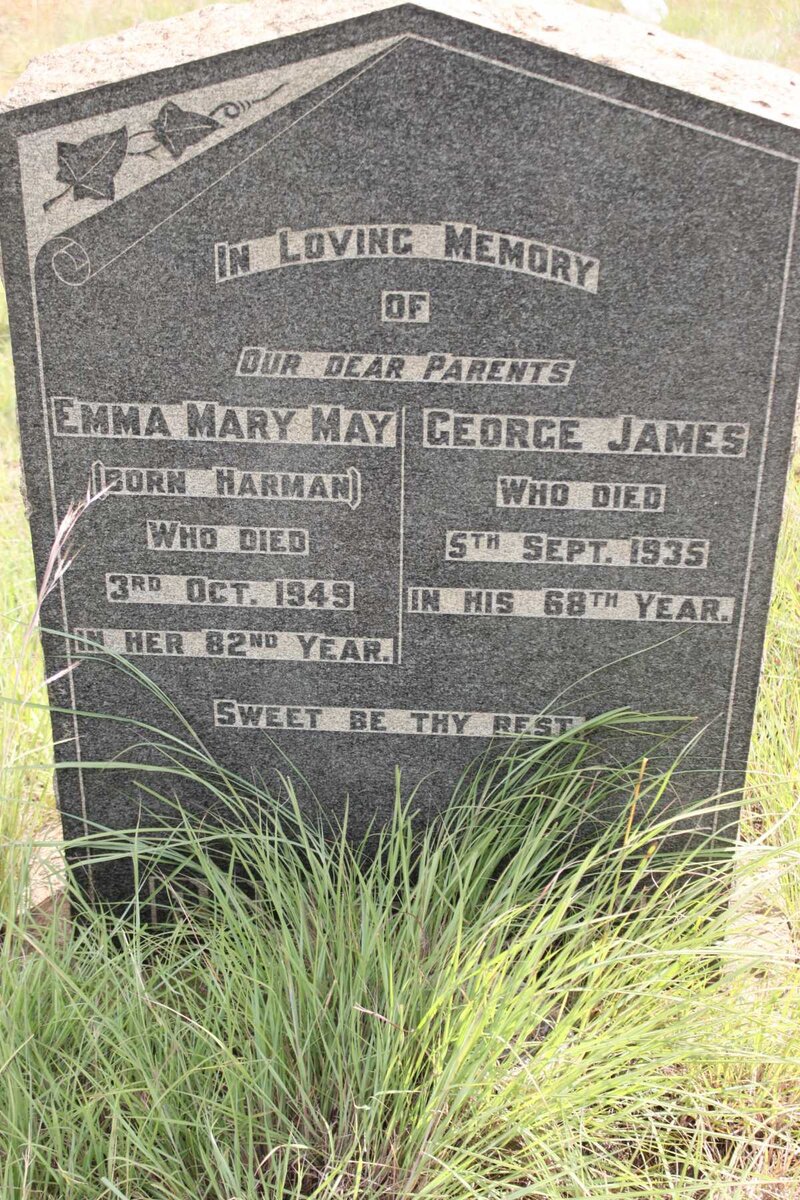 IN LOVING MEMORY
OF
OUR DEAR PARENTS
EMMA MARY MAY
(BORN HARMAN)
WHO DIED
3RD OCT. 1949
IN HER 82ND YEAR.
GEORGE JAMES
WHO DIED
5TH SEPT. 1935
IN HIS 68TH YEAR.
SWEET BE THY REST